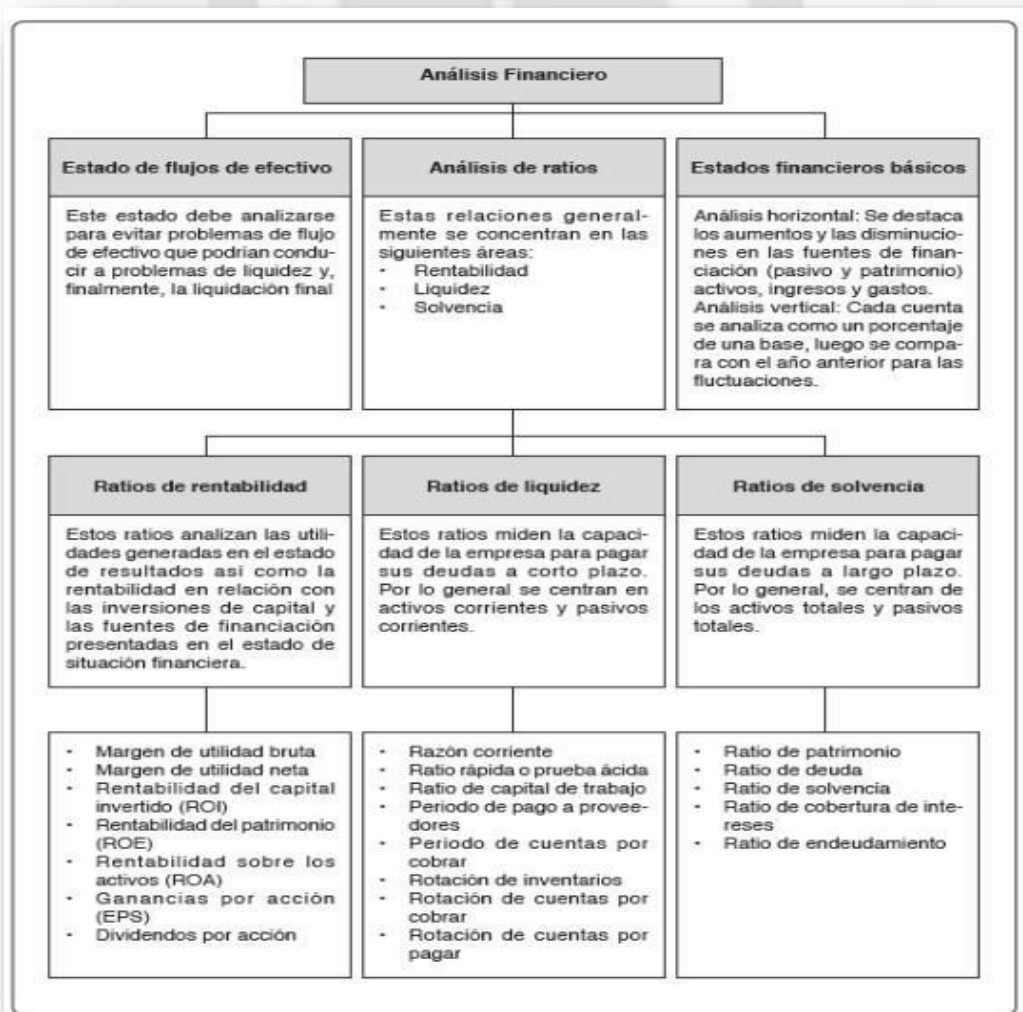 Análisis Financiero
Estado de flujos de efectivo
Este estado debe analizarse
para evitar problemas de flujo
de efectivo que podrían condu-
cir a problemas de liquidez y,
finalmente, la liquidación final
Análisis de ratios
Estas relaciones general-
mente se concentran en las
siguientes áreas:
• Rentabilidad
• Liquidez
• Solvencia
Estados financieros básicos
Análisis horizontal: Se destaca
los aumentos y las disminucio-
nes en las fuentes de finan-
ciación (pasivo y patrimonio)
activos, ingresos y gastos.
Análisis vertical: Cada cuenta
se analiza como un porcentaje
de una base, luego se compa-
ra con el año anterior para las
fluctuaciones.
Ratios de rentabilidad
Estos ratios analizan las utili-
dades generadas en el estado
de resultados así como la
rentabilidad en relación con
las inversiones de capital y
las fuentes de financiación
presentadas en el estado de
situación financiera.
Ratios de liquidez
Estos ratios miden la capaci-
dad de la empresa para pagar
sus deudas a corto plazo.
Por lo general se centran en
activos corrientes y pasivos
corrientes.
Ratios de solvencia
Estos ratios miden la capaci-
dad de la empresa para pagar
sus deudas a largo plazo.
Por lo general, se centran de
los activos totales y pasivos
totales.
• Margen de utilidad bruta
• Margen de utilidad neta
• Rentabilidad del capital
invertido (ROI)
• Rentabilidad del patrimonio
(ROE)
• Rentabilidad sobre los
activos (ROA)
• Ganancias por acción
(EPS)
• Dividendos por acción
• Razón corriente
• Ratio rápida o prueba ácida
• Ratio de capital de trabajo
• Periodo de pago a provee-
dores
• Periodo de cuentas por
cobrar
• Rotación de inventarios
• Rotación de cuentas por
cobrar
• Rotación de cuentas por
pagar
• Ratio de patrimonio
• Ratio de deuda
• Ratio de solvencia
• Ratio de cobertura de inte-
reses
• Ratio de endeudamiento